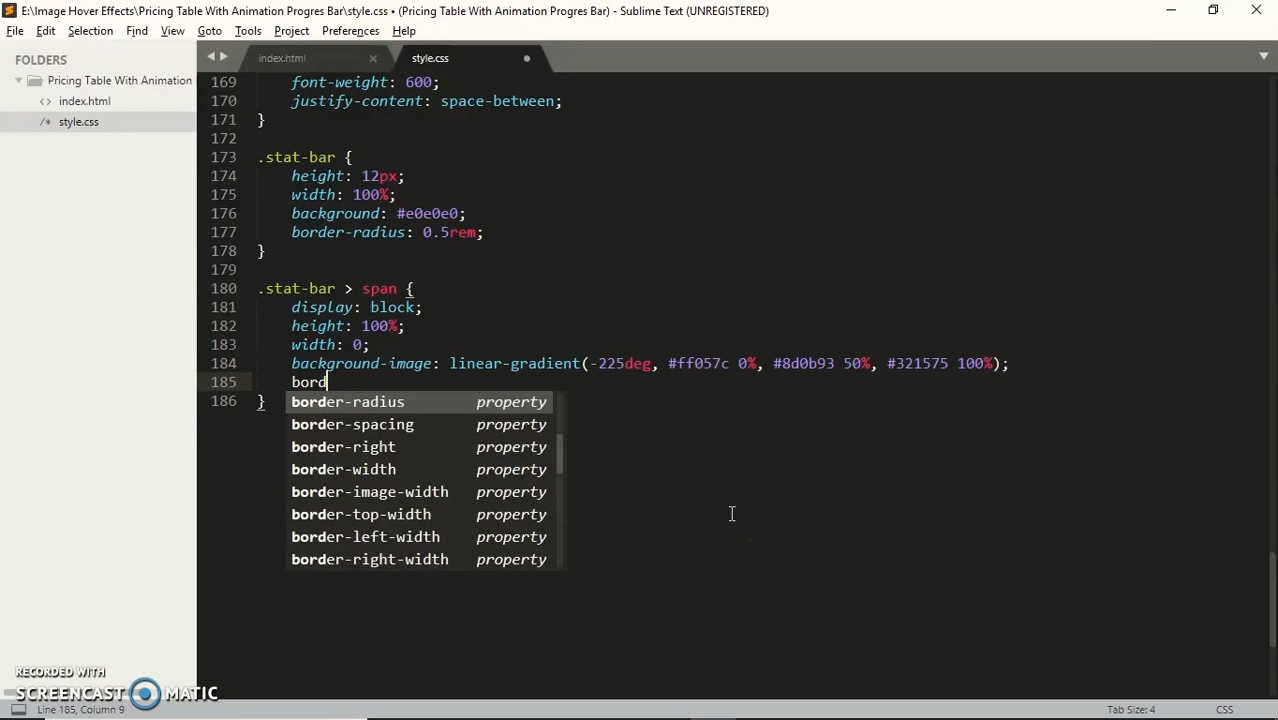 E:\Image Hover Effects\Pricing Table With Animation Progres Bar\style.css • (Pricing Table With Animation Progres Bar) - Sublime Text (UNREGISTERED)
File Edit Selection Find View Goto Tools Project Preferences Help
FOLDERS
Pricing Table With Animation
<> index.html
/* style.css
index.html
style.css
169 font-weight: 600;
170 justify-content: space-between;
171 }
172
173 .stat-bar {
174 height: 12px;
175 width: 100%;
176 background: #e0e0e0;
177 border-radius: 0.5rem;
178 }
179
180 .stat-bar > span {
181 display: block;
182 height: 100%;
183 width: 0;
184 background-image: linear-gradient(-225deg, #ff057c 0%, #8d0b93 50%, #321575 100%);
185 bord
186 }
border-radius property
border-spacing property
border-right property
border-width property
border-image-width property
border-top-width property
border-left-width property
border-right-width property
RECORDED WITH
SCREENCAST MATIC
Line 185, Column 9
Tab Size: 4
CSS